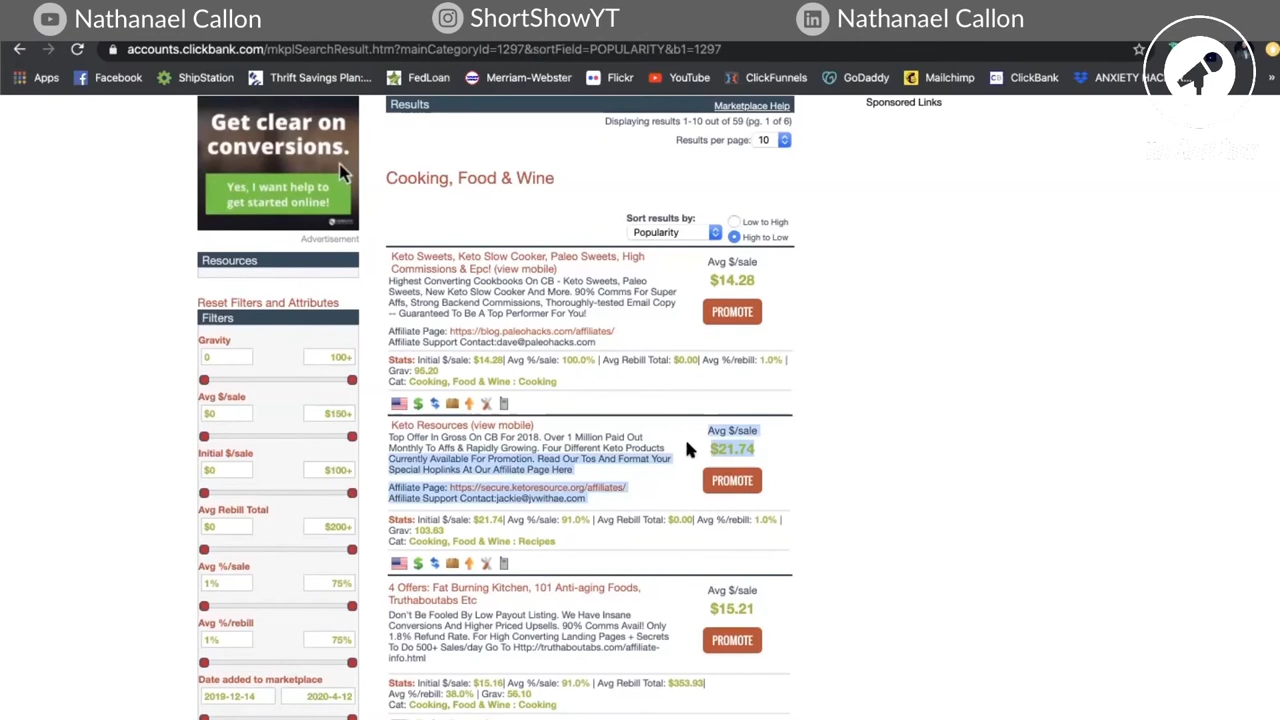 Nathanael Callon
ShortShowYT
Nathanael Callon
accounts.clickbank.com/mkplSearchResult.htm?mainCategoryId=1297&sortField=POPULARITY&b1=1297
Apps Facebook ShipStation Thrift Savings Plan:... FedLoan Merriam-Webster Flickr YouTube ClickFunnels GoDaddy Mailchimp ClickBank ANXIETY HAC »
Get clear on
conversions.
Yes, I want help to
get started online!
Advertisement
Resources
Reset Filters and Attributes
Filters
Gravity
0 100+
Avg $/sale
$0 $150+
Initial $/sale
$0 $100+
Avg Rebill Total
$0 $200+
Avg %/sale
1% 75%
Avg %/rebill
1% 75%
Date added to marketplace
2019-12-14 2020-4-12
Results Marketplace Help
Displaying results 1-10 out of 59 (pg. 1 of 6)
Results per page: 10
Cooking, Food & Wine
Sort results by:
Popularity
Low to High
High to Low
Keto Sweets, Keto Slow Cooker, Paleo Sweets, High
Commissions & Epc! (view mobile)
Highest Converting Cookbooks On CB - Keto Sweets, Paleo
Sweets, New Keto Slow Cooker And More. 90% Comms For Super
Affs, Strong Backend Commissions, Thoroughly-tested Email Copy
-- Guaranteed To Be A Top Performer For You!
Affiliate Page: https://blog.paleohacks.com/affiliates/
Affiliate Support Contact:dave@paleohacks.com
Avg $/sale
$14.28
PROMOTE
Stats: Initial $/sale: $14.28| Avg %/sale: 100.0% | Avg Rebill Total: $0.00| Avg %/rebill: 1.0% |
Grav: 95.20
Cat: Cooking, Food & Wine : Cooking
Keto Resources (view mobile)
Top Offer In Gross On CB For 2018. Over 1 Million Paid Out
Monthly To Affs & Rapidly Growing. Four Different Keto Products
Currently Available For Promotion. Read Our Tos And Format Your
Special Hoplinks At Our Affiliate Page Here
Affiliate Page: https://secure.ketoresource.org/affiliates/
Affiliate Support Contact:jackie@jvwithae.com
Avg $/sale
$21.74
PROMOTE
Stats: Initial $/sale: $21.74| Avg %/sale: 91.0% | Avg Rebill Total: $0.00| Avg %/rebill: 1.0% |
Grav: 103.63
Cat: Cooking, Food & Wine : Recipes
4 Offers: Fat Burning Kitchen, 101 Anti-aging Foods,
Truthaboutabs Etc
Don't Be Fooled By Low Payout Listing. We Have Insane
Conversions And Higher Priced Upsells. 90% Comms Avail! Only
1.8% Refund Rate. For High Converting Landing Pages + Secrets
To Do 500+ Sales/day Go To Http://truthaboutabs.com/affiliate-
info.html
Avg $/sale
$15.21
PROMOTE
Stats: Initial $/sale: $15.16| Avg %/sale: 91.0% | Avg Rebill Total: $353.93|
Avg %/rebill: 38.0% | Grav: 56.10
Cat: Cooking, Food & Wine : Cooking
Sponsored Links